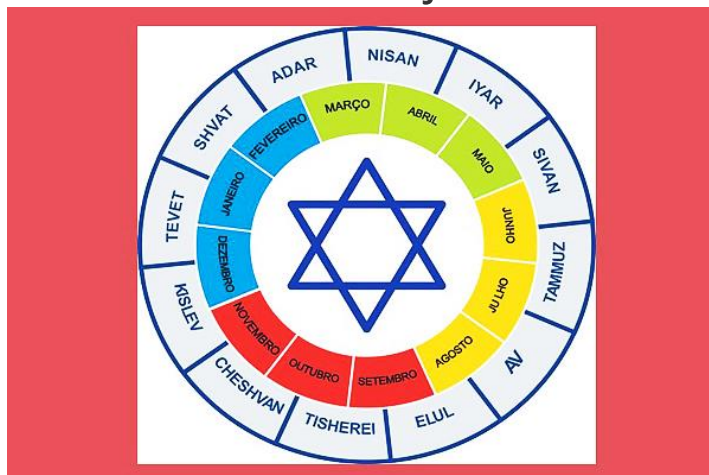 NISAN
IYAR
SIVAN
TAMMUZ
AV
ELUL
TISHEREI
CHESHVAN
KISLEV
TEVET
SHVAT
ADAR
MARÇO
ABRIL
MAIO
JUNHO
JULHO
AGOSTO
SETEMBRO
OUTUBRO
NOVEMBRO
DEZEMBRO
JANEIRO
FEVEREIRO